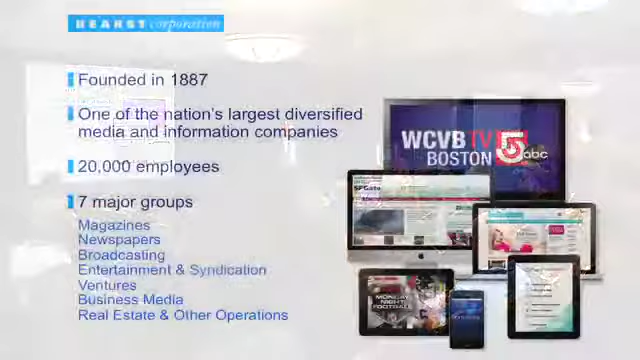 HEARST corporation
Founded in 1887
One of the nation's largest diversified
media and information companies
20,000 employees
7 major groups
Magazines
Newspapers
Broadcasting
Entertainment & Syndication
Ventures
Business Media
Real Estate & Other Operations
WCVB TV 5
BOSTON abc
SFGate
MONDAY
NIGHT
FOOTBALL